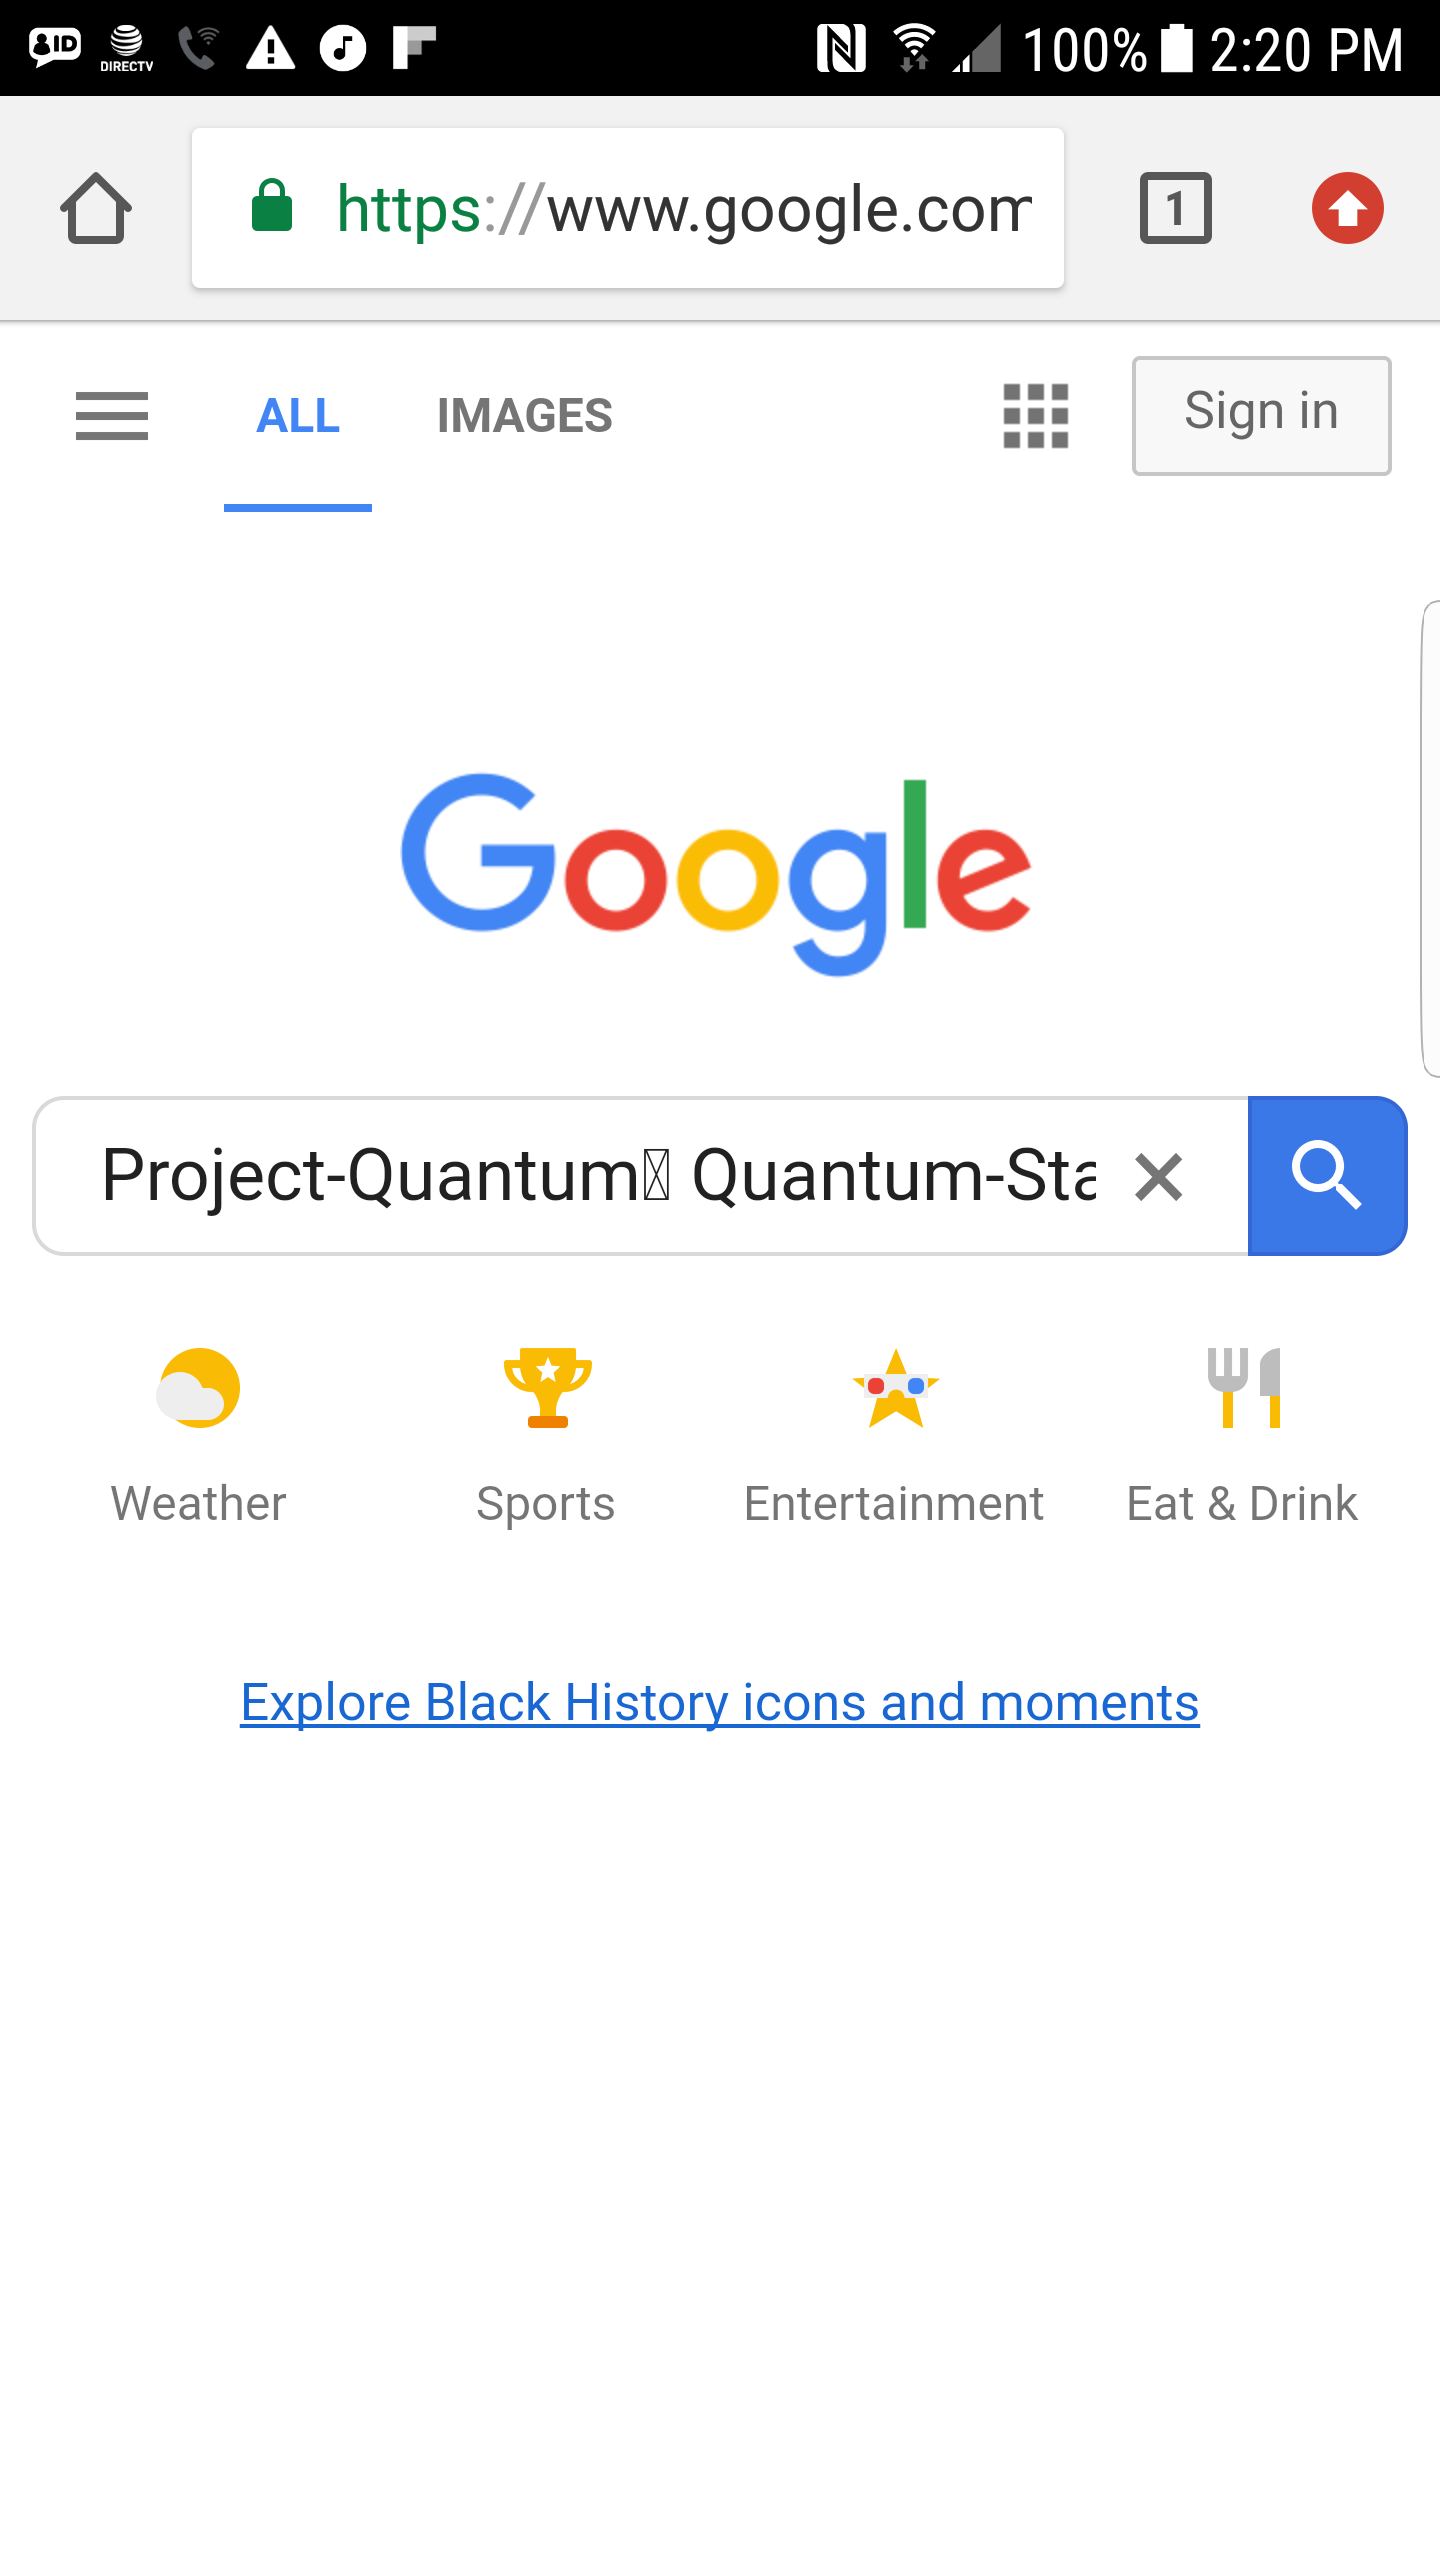 ID DIRECTV 100% 2:20 PM
https://www.google.com 1
ALL IMAGES Sign in
Google
Project-Quantum Quantum-Sta
Weather Sports Entertainment Eat & Drink
Explore Black History icons and moments